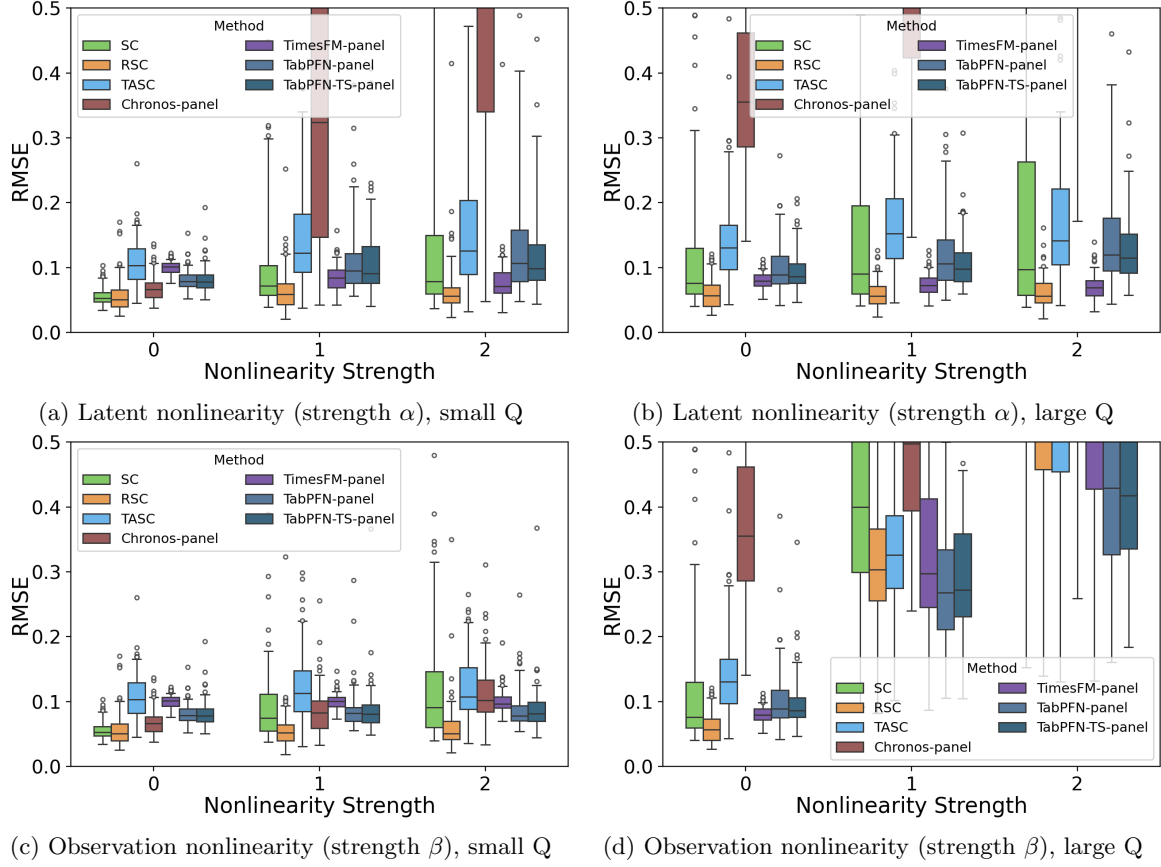 0.5
0.4
0.3
0.2
0.1
0.0
RMSE
Method
SC
RSC
TASC
Chronos-panel
TimesFM-panel
TabPFN-panel
TabPFN-TS-panel
0 1 2
Nonlinearity Strength
(a) Latent nonlinearity (strength α), small Q
0.5
0.4
0.3
0.2
0.1
0.0
RMSE
Method
SC
RSC
TASC
Chronos-panel
TimesFM-panel
TabPFN-panel
TabPFN-TS-panel
0 1 2
Nonlinearity Strength
(b) Latent nonlinearity (strength α), large Q
0.5
0.4
0.3
0.2
0.1
0.0
RMSE
Method
SC
RSC
TASC
Chronos-panel
TimesFM-panel
TabPFN-panel
TabPFN-TS-panel
0 1 2
Nonlinearity Strength
(c) Observation nonlinearity (strength β), small Q
0.5
0.4
0.3
0.2
0.1
0.0
RMSE
Method
SC
RSC
TASC
Chronos-panel
TimesFM-panel
TabPFN-panel
TabPFN-TS-panel
0 1 2
Nonlinearity Strength
(d) Observation nonlinearity (strength β), large Q